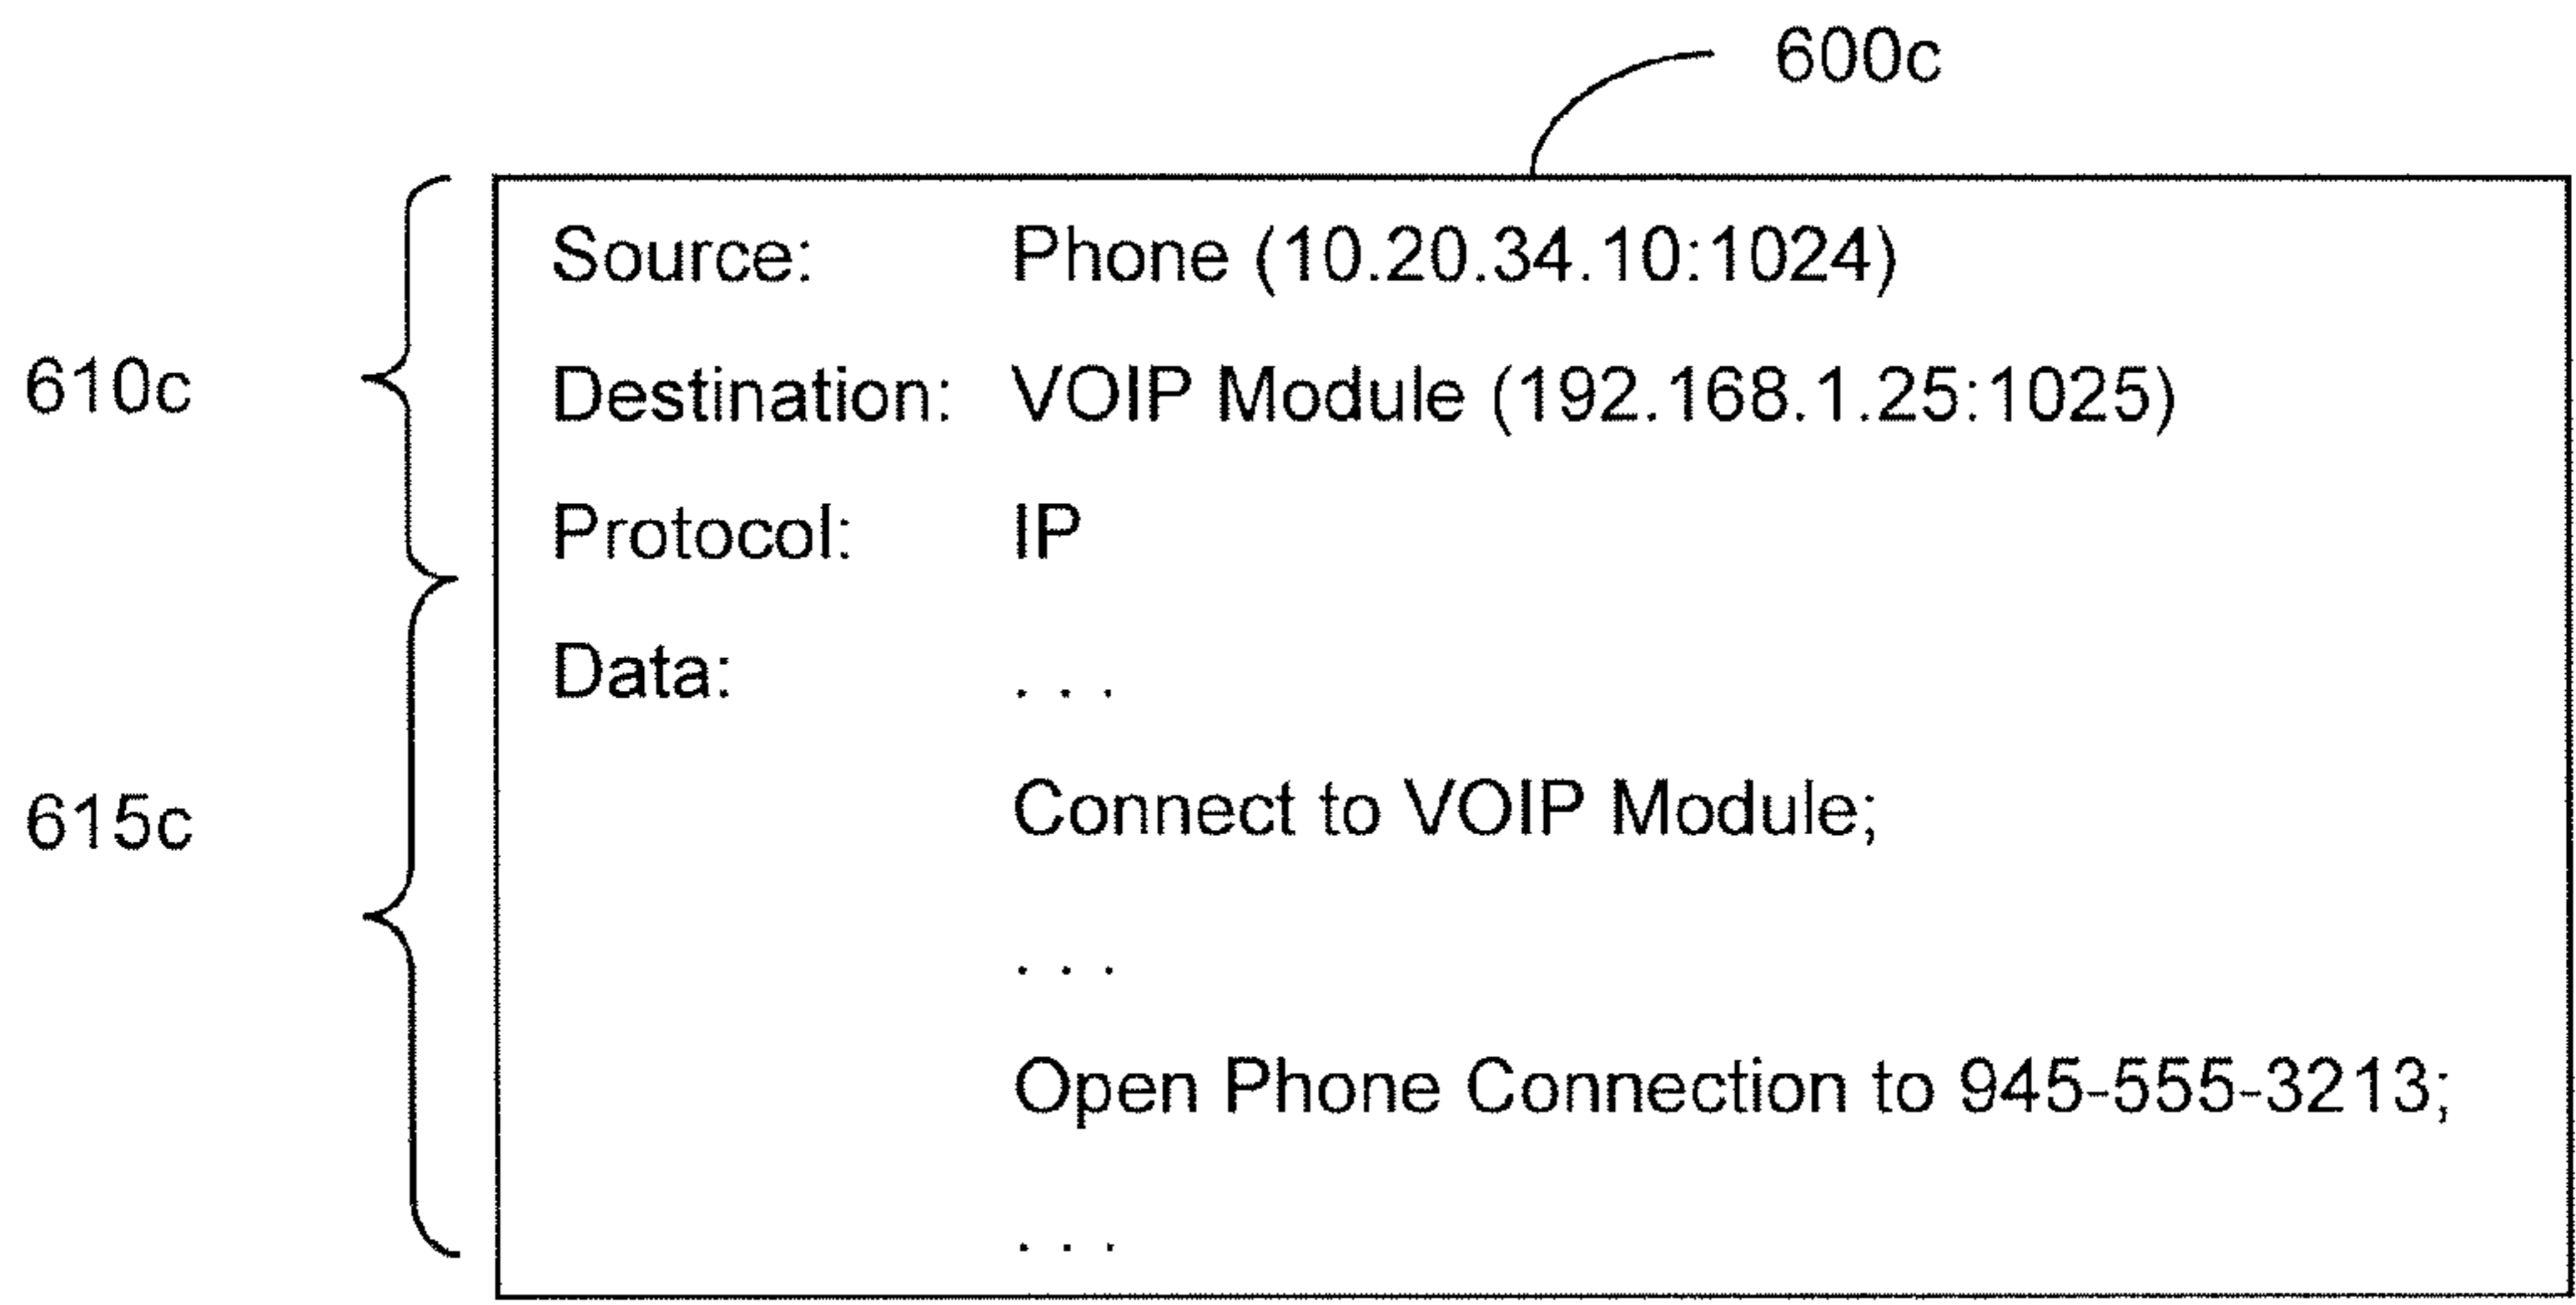 600c
Source: Phone (10.20.34.10:1024)
610c
Destination: VOIP Module (192.168.1.25:1025)
Protocol: IP
Data: . . .
615c
Connect to VOIP Module;
. . .
Open Phone Connection to 945-555-3213;
. . .